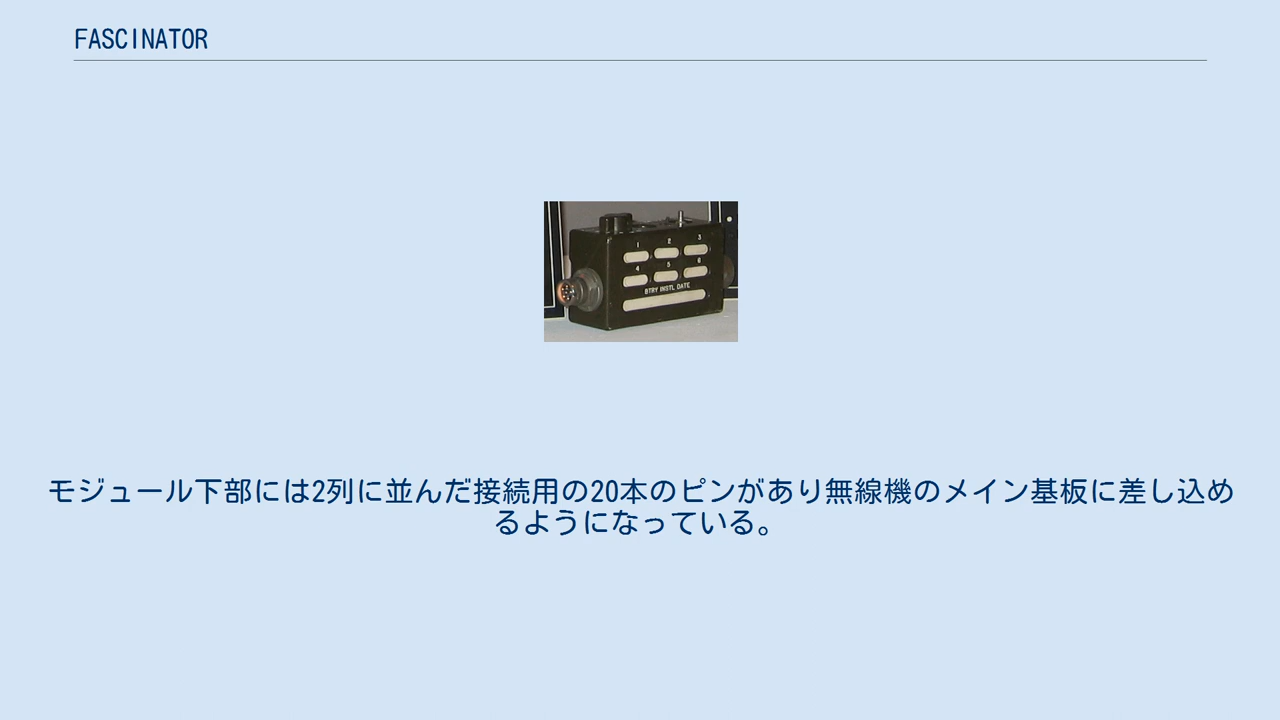 FASCINATOR
1 2 3
4 5 6
BTRY INSTL DATE
モジュール下部には2列に並んだ接続用の20本のピンがあり無線機のメイン基板に差し込め
るようになっている。